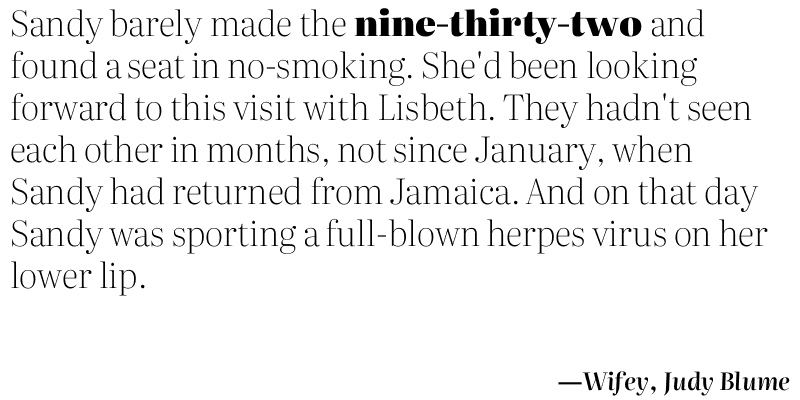 Sandy barely made the nine-thirty-two and
found a seat in no-smoking. She'd been looking
forward to this visit with Lisbeth. They hadn't seen
each other in months, not since January, when
Sandy had returned from Jamaica. And on that day
Sandy was sporting a full-blown herpes virus on her
lower lip.
—Wifey, Judy Blume